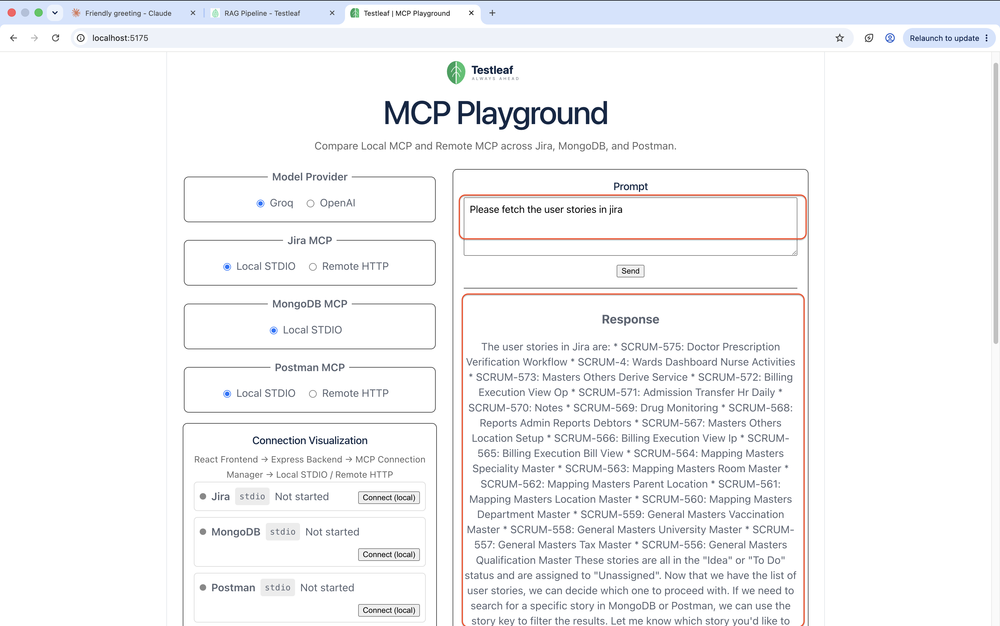 Friendly greeting - Claude
RAG Pipeline - Testleaf
Testleaf | MCP Playground
localhost:5175
Relaunch to update
Testleaf
ALWAYS AHEAD
MCP Playground
Compare Local MCP and Remote MCP across Jira, MongoDB, and Postman.
Model Provider
Groq
OpenAI
Jira MCP
Local STDIO
Remote HTTP
MongoDB MCP
Local STDIO
Postman MCP
Local STDIO
Remote HTTP
Connection Visualization
React Frontend → Express Backend → MCP Connection
Manager → Local STDIO / Remote HTTP
Jira stdio Not started
Connect (local)
MongoDB stdio Not started
Connect (local)
Postman stdio Not started
Connect (local)
Prompt
Please fetch the user stories in jira
Send
Response
The user stories in Jira are: * SCRUM-575: Doctor Prescription
Verification Workflow * SCRUM-4: Wards Dashboard Nurse Activities
* SCRUM-573: Masters Others Derive Service * SCRUM-572: Billing
Execution View Op * SCRUM-571: Admission Transfer Hr Daily *
SCRUM-570: Notes * SCRUM-569: Drug Monitoring * SCRUM-568:
Reports Admin Reports Debtors * SCRUM-567: Masters Others
Location Setup * SCRUM-566: Billing Execution View Ip * SCRUM-
565: Billing Execution Bill View * SCRUM-564: Mapping Masters
Speciality Master * SCRUM-563: Mapping Masters Room Master *
SCRUM-562: Mapping Masters Parent Location * SCRUM-561:
Mapping Masters Location Master * SCRUM-560: Mapping Masters
Department Master * SCRUM-559: General Masters Vaccination
Master * SCRUM-558: General Masters University Master * SCRUM-
557: General Masters Tax Master * SCRUM-556: General Masters
Qualification Master These stories are all in the "Idea" or "To Do"
status and are assigned to "Unassigned". Now that we have the list of
user stories, we can decide which one to proceed with. If we need to
search for a specific story in MongoDB or Postman, we can use the
story key to filter the results. Let me know which story you'd like to